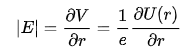 |E| = ∂V/∂r = (1/e) ∂U(r)/∂r